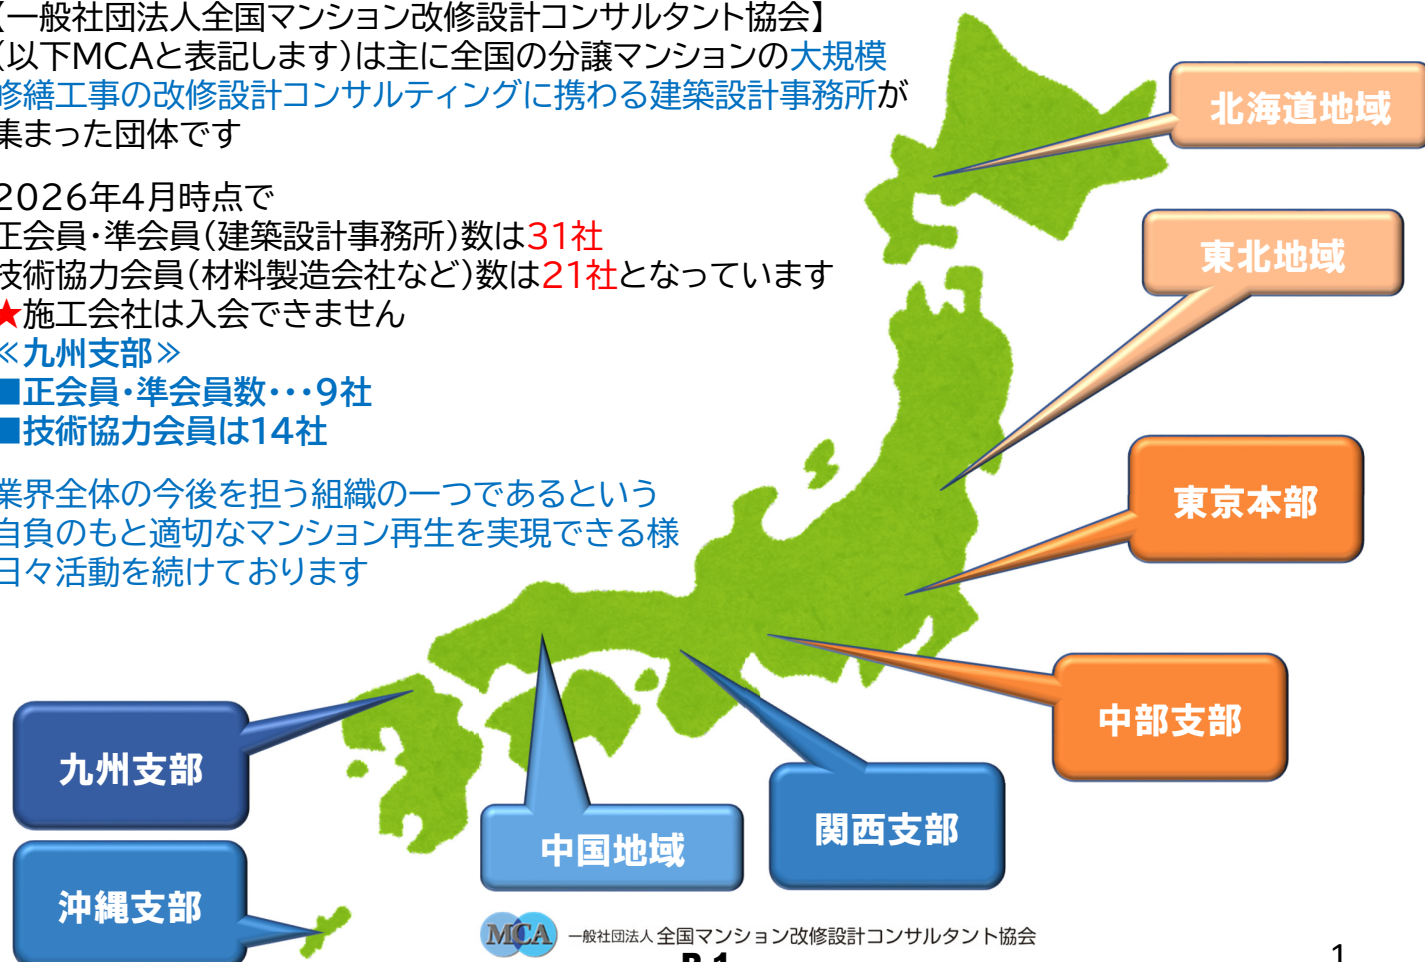 【一般社団法人全国マンション改修設計コンサルタント協会】
(以下MCAと表記します)は主に全国の分譲マンションの大規模
修繕工事の改修設計コンサルティングに携わる建築設計事務所が
集まった団体です
2026年4月時点で
正会員・準会員(建築設計事務所)数は31社
技術協力会員(材料製造会社など)数は21社となっています
★施工会社は入会できません
≪九州支部≫
■正会員・準会員数・・・9社
■技術協力会員は14社
業界全体の今後を担う組織の一つであるという
自負のもと適切なマンション再生を実現できる様
日々活動を続けております
北海道地域
東北地域
東京本部
中部支部
関西支部
中国地域
九州支部
沖縄支部
MCA 一般社団法人 全国マンション改修設計コンサルタント協会
P.1
1